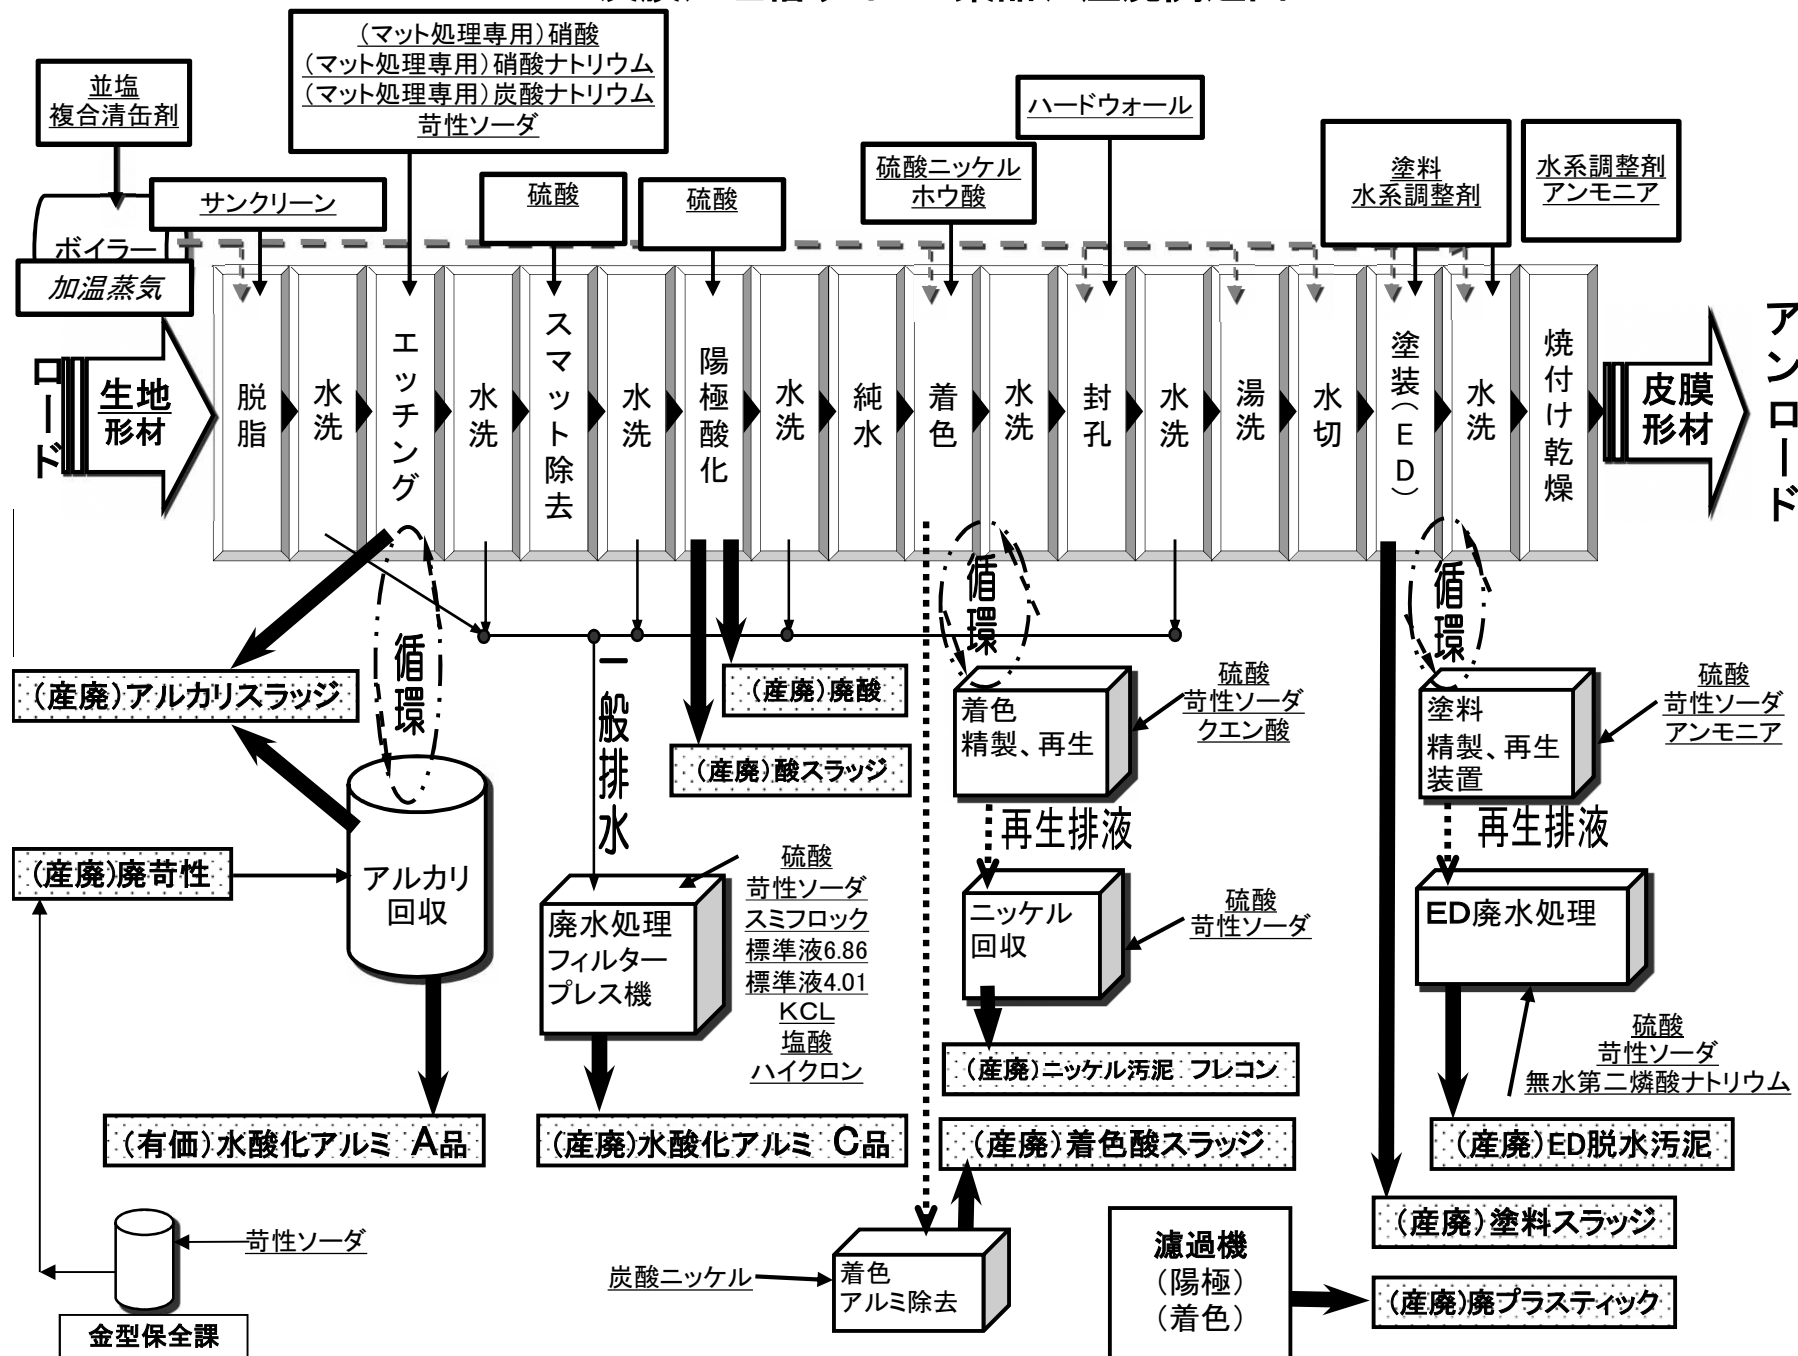 (マット処理専用)硝酸
(マット処理専用)硝酸ナトリウム
(マット処理専用)炭酸ナトリウム
苛性ソーダ
並塩
複合清缶剤
ハードウォール
硫酸ニッケル
ホウ酸
塗料
水系調整剤
水系調整剤
アンモニア
サンクリーン
硫酸
硫酸
ボイラー
加温蒸気
ロード
生地
形材
脱脂
水洗
エッチング
水洗
スマット除去
水洗
陽極酸化
水洗
純水
着色
水洗
封孔
水洗
湯洗
水切
塗装(ED)
水洗
焼付け乾燥
皮膜
形材
アンロード
循環
循環
循環
一般排水
(産廃)アルカリスラッジ
(産廃)廃酸
(産廃)酸スラッジ
着色
精製、再生
硫酸
苛性ソーダ
クエン酸
塗料
精製、再生
装置
硫酸
苛性ソーダ
アンモニア
再生排液
再生排液
(産廃)廃苛性
アルカリ
回収
廃水処理
フィルター
プレス機
硫酸
苛性ソーダ
スミフロック
標準液6.86
標準液4.01
KCL
塩酸
ハイクロン
ニッケル
回収
硫酸
苛性ソーダ
ED廃水処理
硫酸
苛性ソーダ
無水第二燐酸ナトリウム
(産廃)ニッケル汚泥 フレコン
(有価)水酸化アルミ A品
(産廃)水酸化アルミ C品
(産廃)着色酸スラッジ
(産廃)ED脱水汚泥
(産廃)塗料スラッジ
苛性ソーダ
金型保全課
炭酸ニッケル
着色
アルミ除去
濾過機
(陽極)
(着色)
(産廃)廃プラスティック